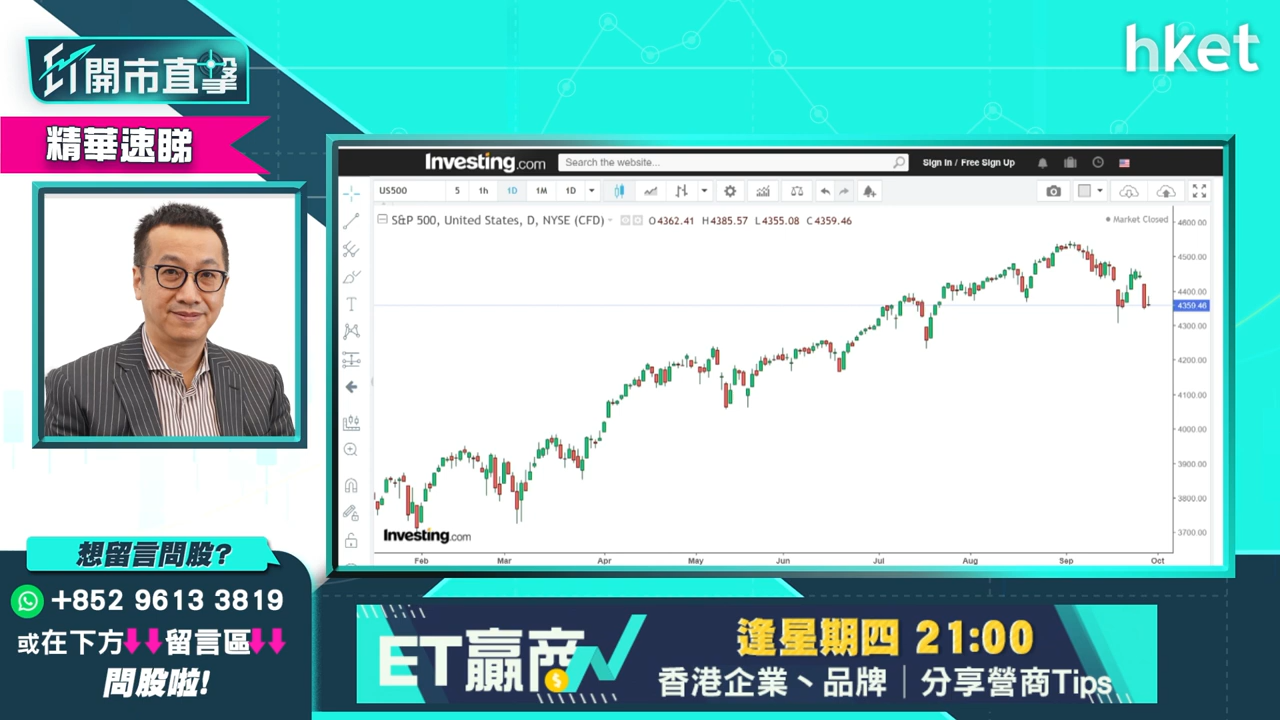 hket
ET開市直擊
精華速睇
Investing.com
Search the website...
Sign In / Free Sign Up
US500
5
1h
1D
1M
1D
S&P 500, United States, D, NYSE (CFD)
O4362.41 H4385.57 L4355.08 C4359.46
Market Closed
4600.00
4500.00
4400.00
4359.46
4300.00
4200.00
4100.00
4000.00
3900.00
3800.00
3700.00
Investing.com
Feb
Mar
Apr
May
Jun
Jul
Aug
Sep
Oct
想留言問股?
+852 9613 3819
或在下方留言區
問股啦!
ET贏商
逢星期四 21:00
香港企業、品牌｜分享營商Tips